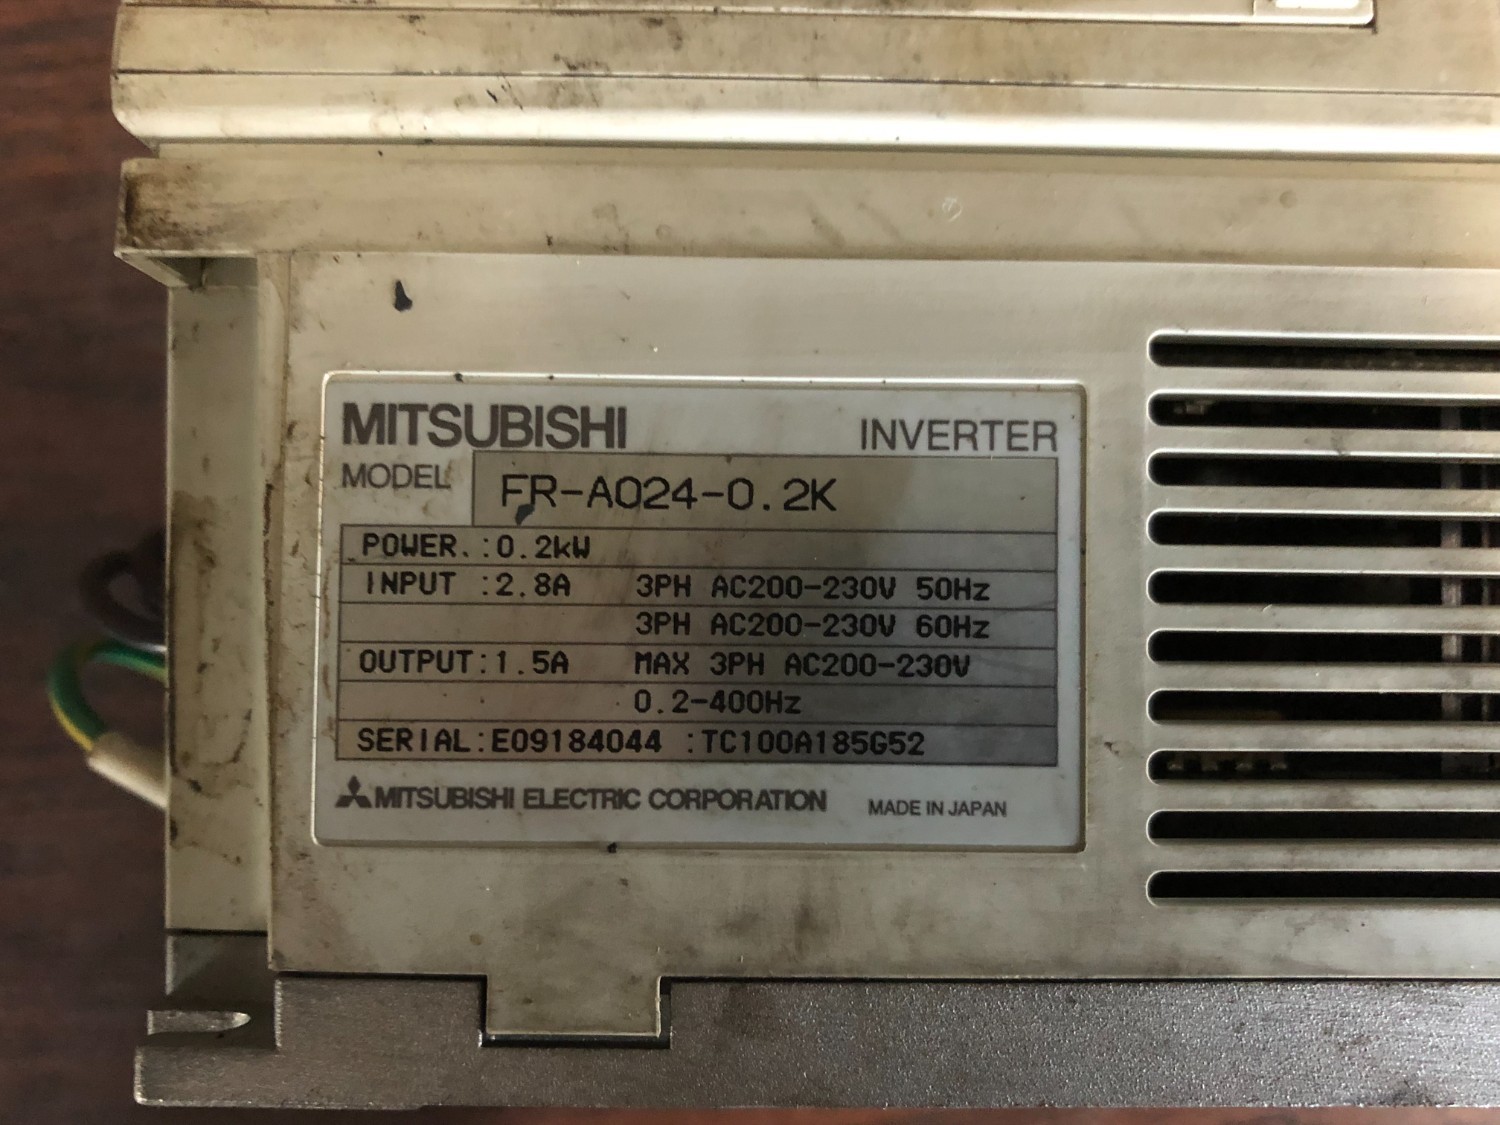 MITSUBISHI INVERTER
MODEL FR-A024-0.2K
POWER.:0.2kW
INPUT :2.8A 3PH AC200-230V 50Hz
3PH AC200-230V 60Hz
OUTPUT:1.5A MAX 3PH AC200-230V
0.2-400Hz
SERIAL:E09184044 :TC100A185G52
MITSUBISHI ELECTRIC CORPORATION MADE IN JAPAN